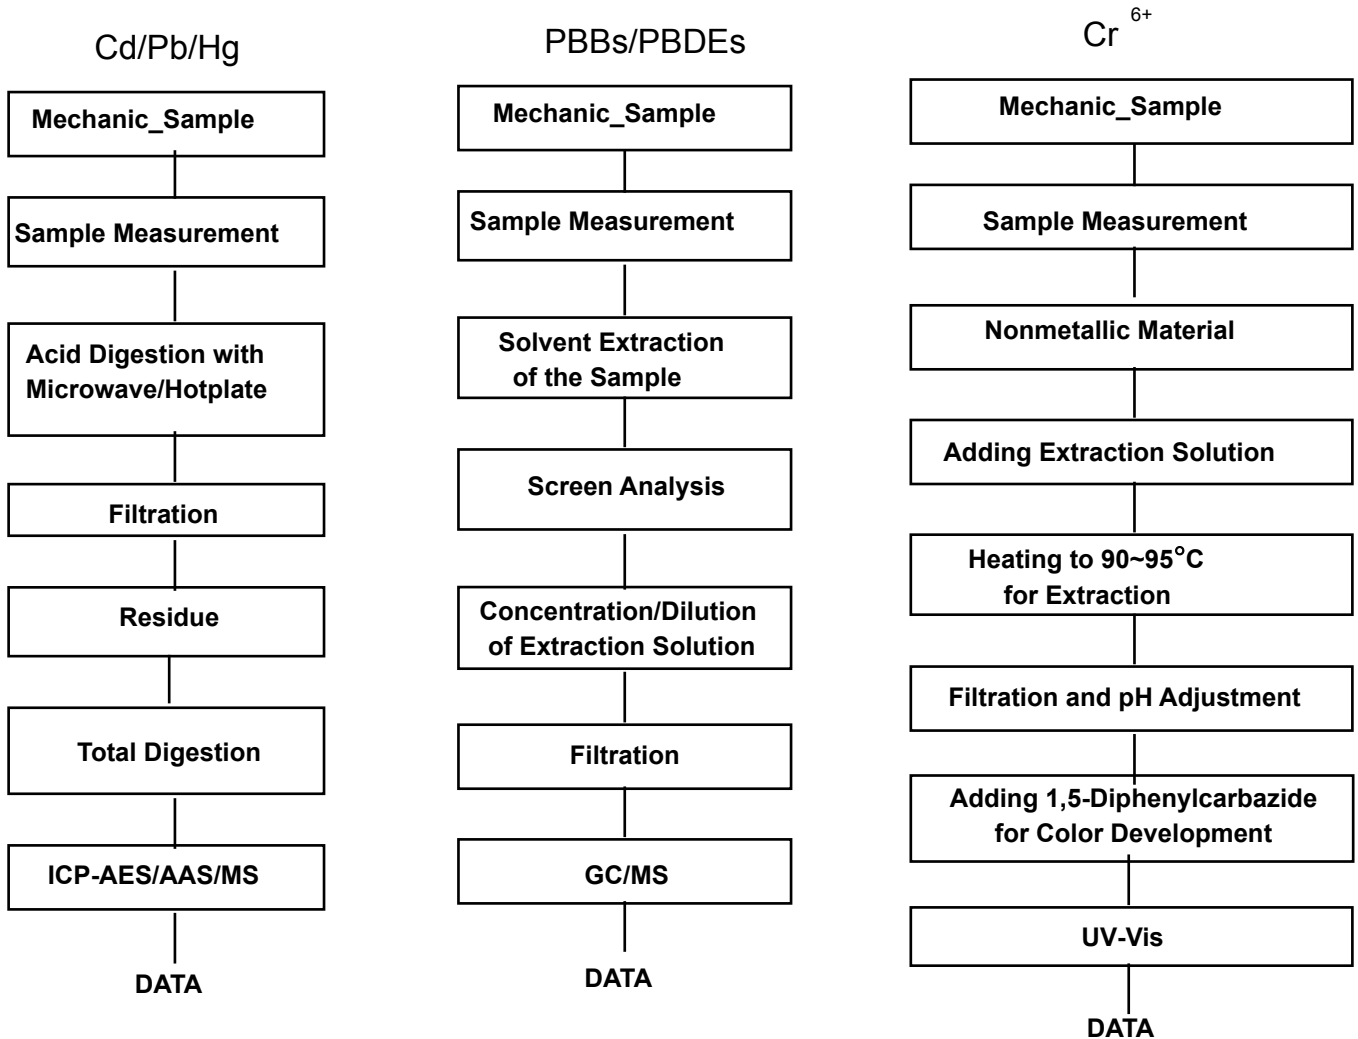 Cd/Pb/Hg
Mechanic_Sample
Sample Measurement
Acid Digestion with
Microwave/Hotplate
Filtration
Residue
Total Digestion
ICP-AES/AAS/MS
DATA
PBBs/PBDEs
Mechanic_Sample
Sample Measurement
Solvent Extraction
of the Sample
Screen Analysis
Concentration/Dilution
of Extraction Solution
Filtration
GC/MS
DATA
Cr 6+
Mechanic_Sample
Sample Measurement
Nonmetallic Material
Adding Extraction Solution
Heating to 90~95°C
for Extraction
Filtration and pH Adjustment
Adding 1,5-Diphenylcarbazide
for Color Development
UV-Vis
DATA